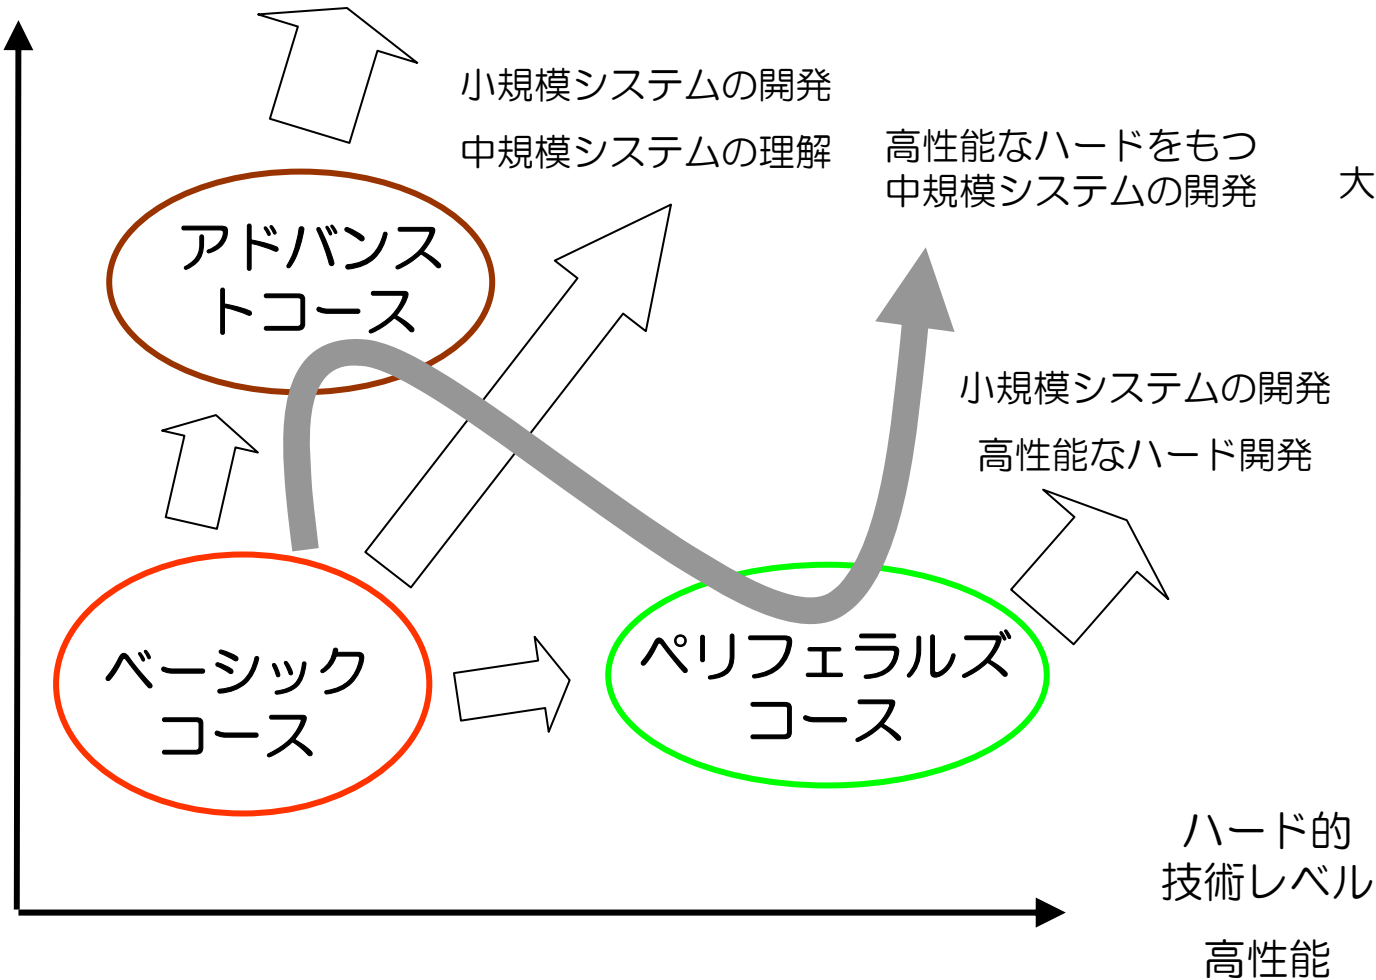 小規模システムの開発
中規模システムの理解
高性能なハードをもつ
中規模システムの開発
大
アドバンス
トコース
小規模システムの開発
高性能なハード開発
ベーシック
コース
ペリフェラルズ
コース
ハード的
技術レベル
高性能